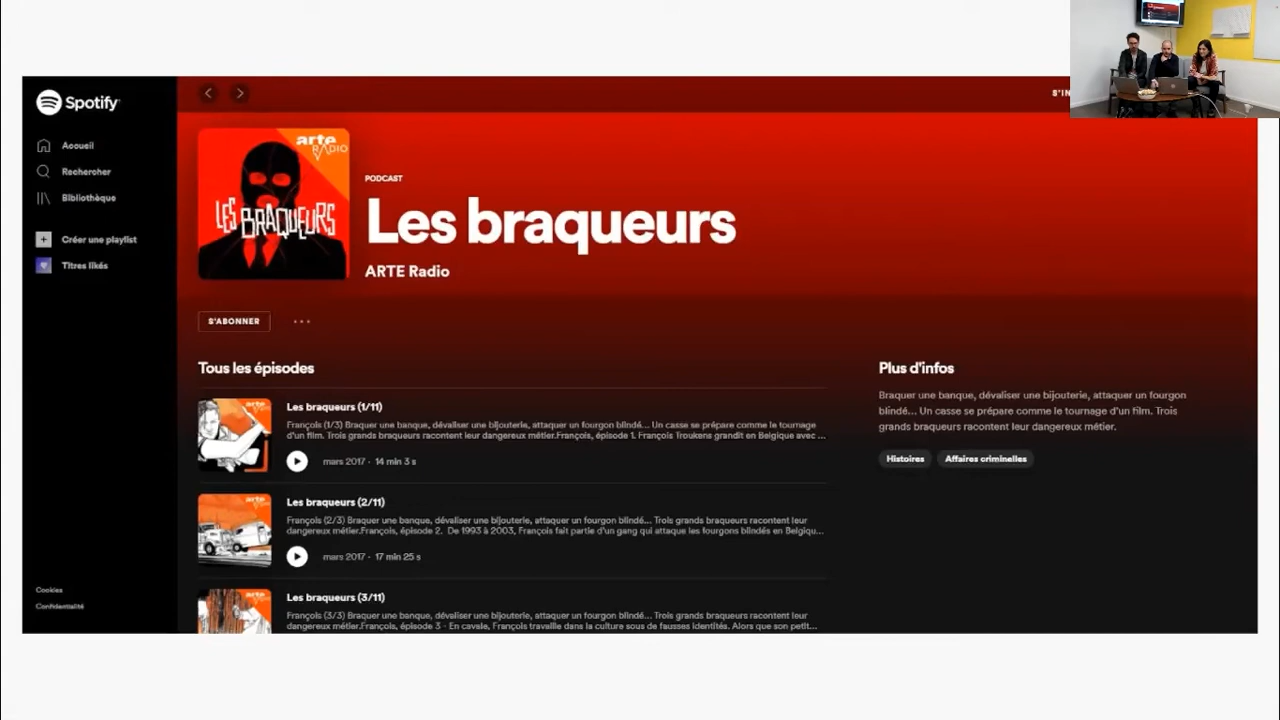 Spotify
Accueil
Rechercher
Bibliothèque
Créer une playlist
Titres likés
Cookies
Confidentialité
arte
RADIO
LES BRAQUEURS
PODCAST
Les braqueurs
ARTE Radio
S'ABONNER
Tous les épisodes
Les braqueurs (1/11)
François (1/3) Braquer une banque, dévaliser une bijouterie, attaquer un fourgon blindé... Un casse se prépare comme le tournage
d'un film. Trois grands braqueurs racontent leur dangereux métier.François, épisode 1. François Troukens grandit en Belgique avec ...
mars 2017 · 14 min 3 s
Les braqueurs (2/11)
François (2/3) Braquer une banque, dévaliser une bijouterie, attaquer un fourgon blindé... Trois grands braqueurs racontent leur
dangereux métier.François, épisode 2. De 1993 à 2003, François fait partie d'un gang qui attaque les fourgons blindés en Belgiqu...
mars 2017 · 17 min 25 s
Les braqueurs (3/11)
François (3/3) Braquer une banque, dévaliser une bijouterie, attaquer un fourgon blindé... Trois grands braqueurs racontent leur
dangereux métier.François, épisode 3 - En cavale, François travaille dans la culture sous de fausses identités. Alors que son petit...
Plus d'infos
Braquer une banque, dévaliser une bijouterie, attaquer un fourgon
blindé... Un casse se prépare comme le tournage d'un film. Trois
grands braqueurs racontent leur dangereux métier.
Histoires
Affaires criminelles